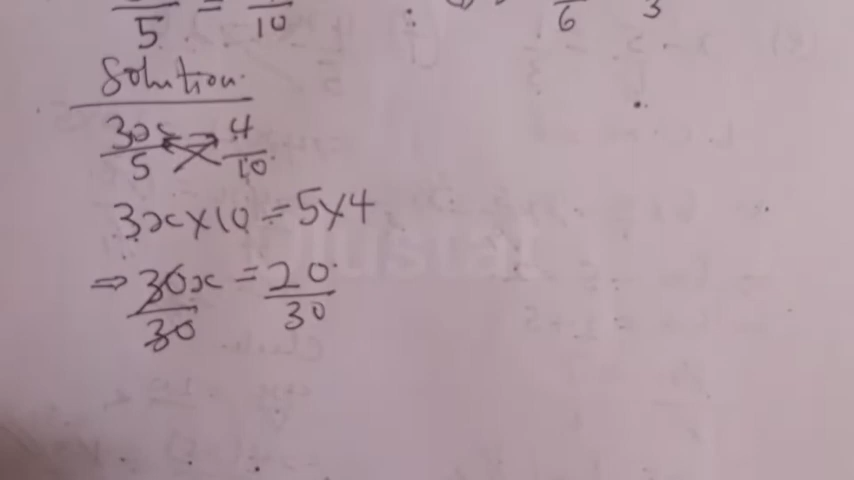 5 = 10
6 3
Solution.
3x/5 = 4/10
3x×10 = 5×4
⇒ 30x/30 = 20/30